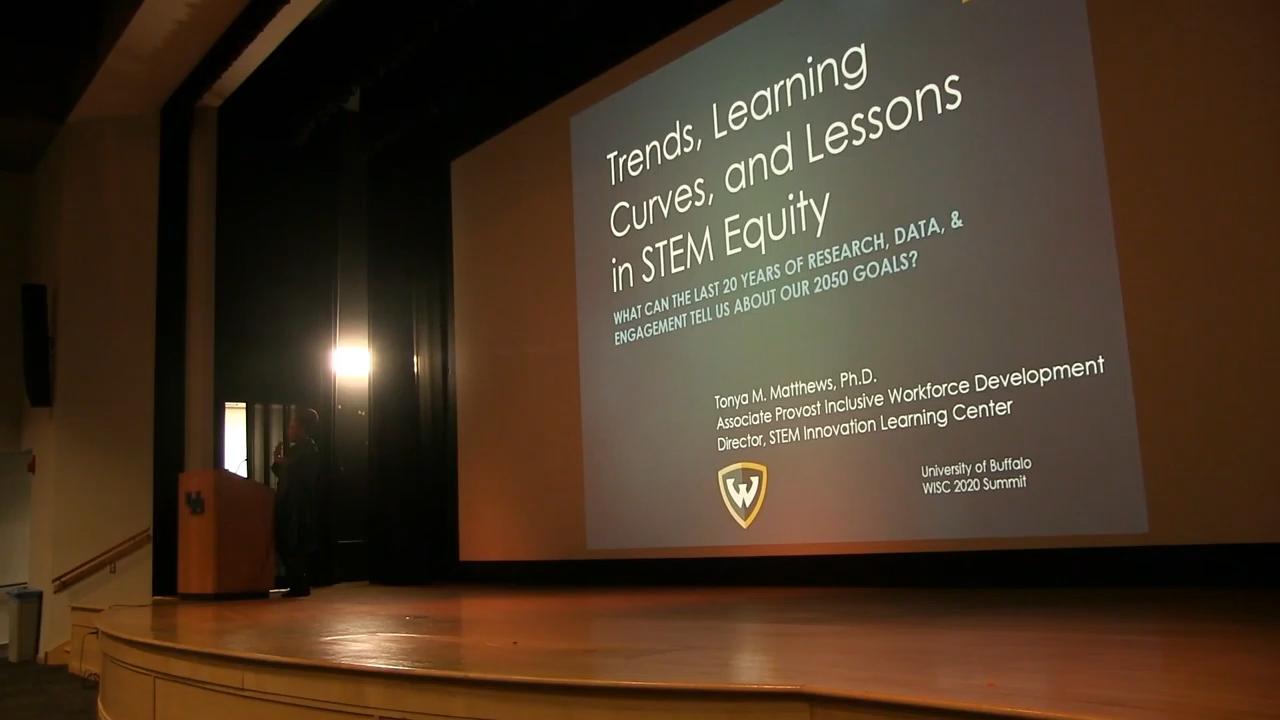 Trends, Learning
Curves, and Lessons
in STEM Equity
WHAT CAN THE LAST 20 YEARS OF RESEARCH, DATA, &
ENGAGEMENT TELL US ABOUT OUR 2050 GOALS?
Tonya M. Matthews, Ph.D.
Associate Provost Inclusive Workforce Development
Director, STEM Innovation Learning Center
W
University of Buffalo
WISC 2020 Summit
UB